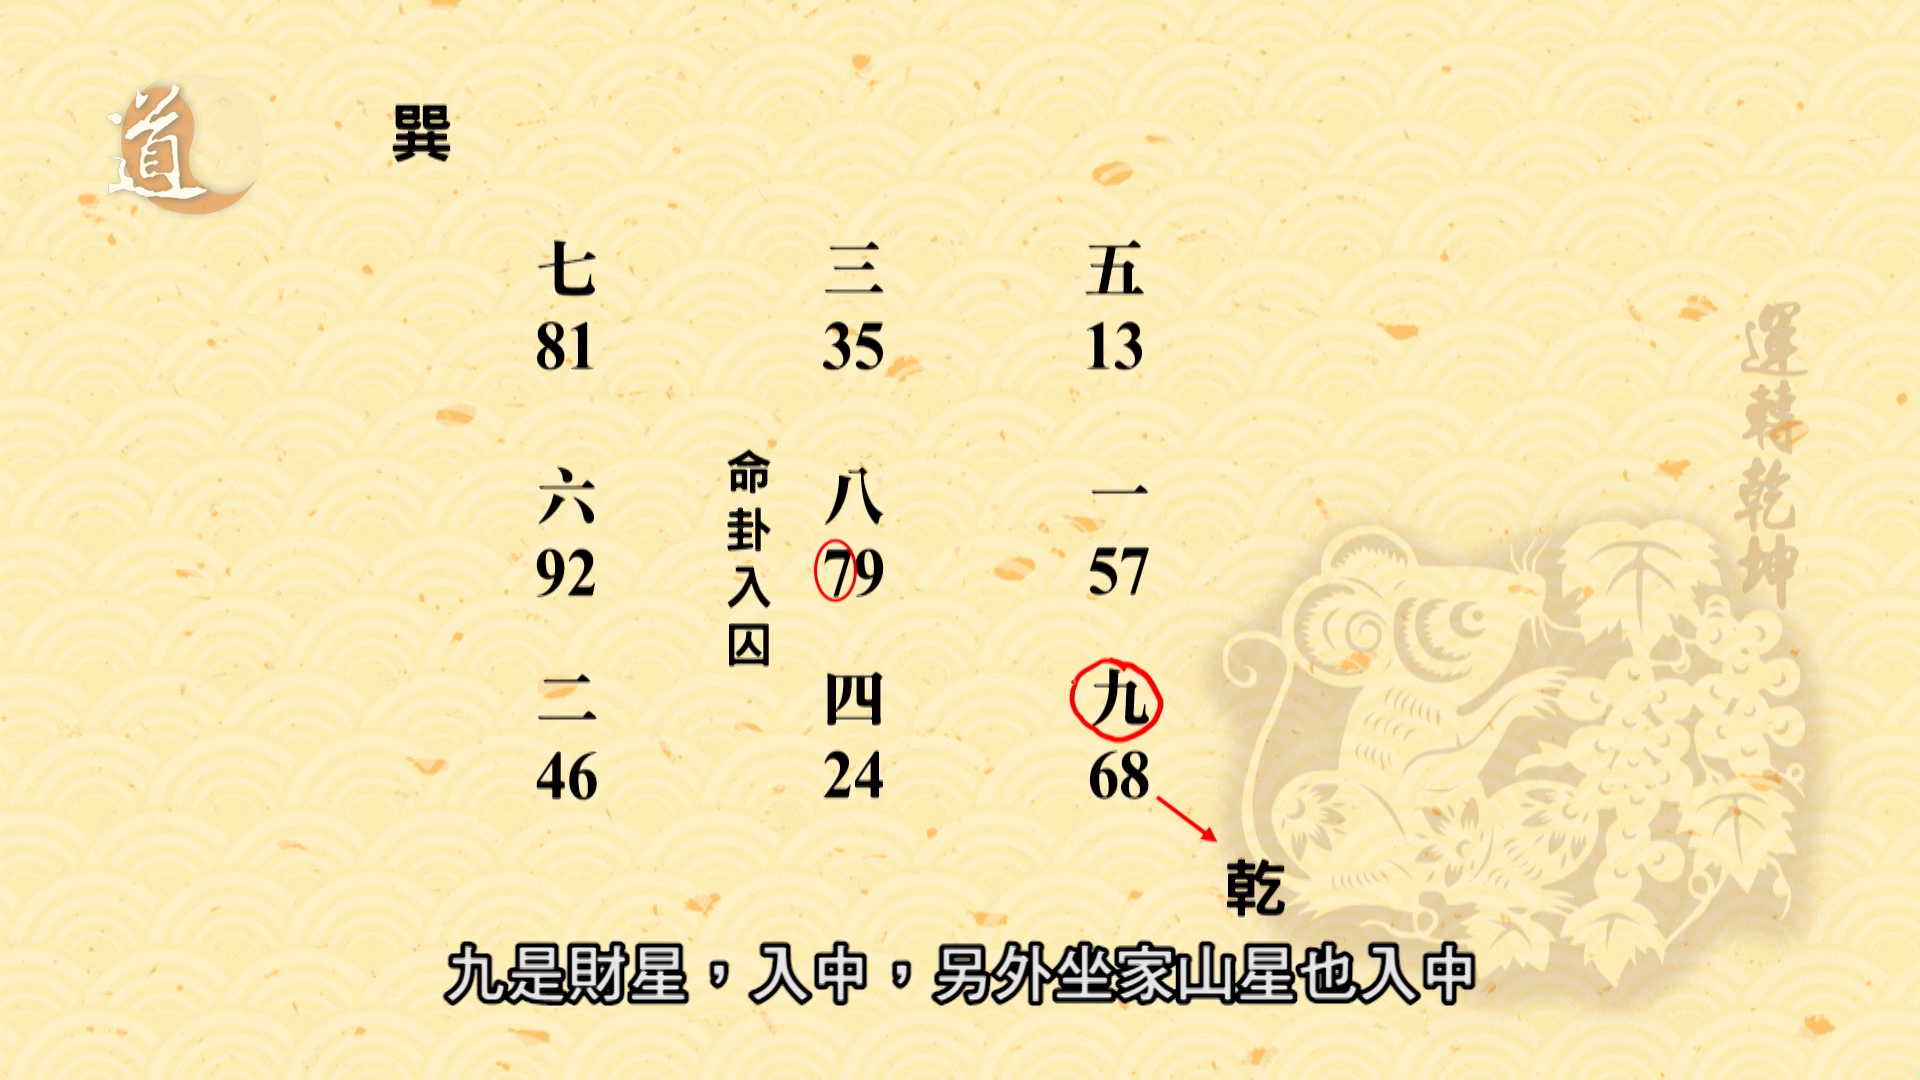 道
巽
七 三 五
81 35 13
命卦入囚
六 八 一
92 79 57
二 四 九
46 24 68
乾
運轉乾坤
九是財星，入中，另外坐家山星也入中